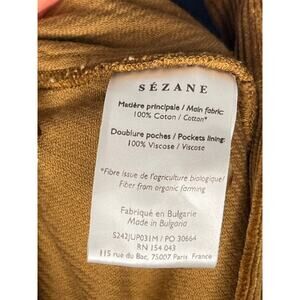 SÉZANE
Matière principale / Main fabric:
100% Coton / Cotton*
Doublure poches / Pockets lining:
100% Viscose / Viscose
*Fibre issue de l'agriculture biologique/
Fiber from organic farming
Fabriqué en Bulgarie
Made in Bulgaria
S242JUP031M / PO 30664
RN 154 043
115 rue du Bac, 75007 Paris FRANCE